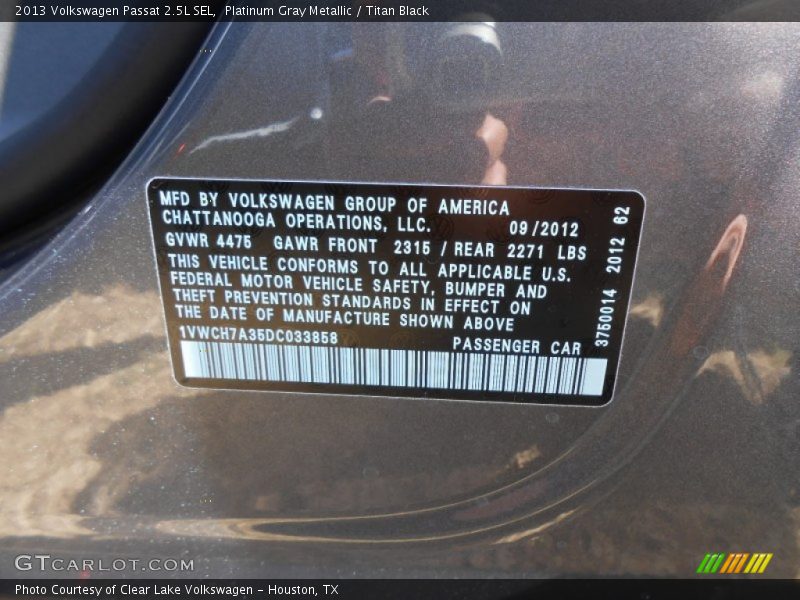 2013 Volkswagen Passat 2.5L SEL,  Platinum Gray Metallic / Titan Black
MFD BY VOLKSWAGEN GROUP OF AMERICA
CHATTANOOGA OPERATIONS, LLC.
09/2012
GVWR 4475 GAWR FRONT 2315 / REAR 2271 LBS
THIS VEHICLE CONFORMS TO ALL APPLICABLE U.S.
FEDERAL MOTOR VEHICLE SAFETY, BUMPER AND
THEFT PREVENTION STANDARDS IN EFFECT ON
THE DATE OF MANUFACTURE SHOWN ABOVE
1VWCH7A35DC033858 PASSENGER CAR
3750014 2012 62
GTCARLOT.COM
Photo Courtesy of Clear Lake Volkswagen – Houston, TX